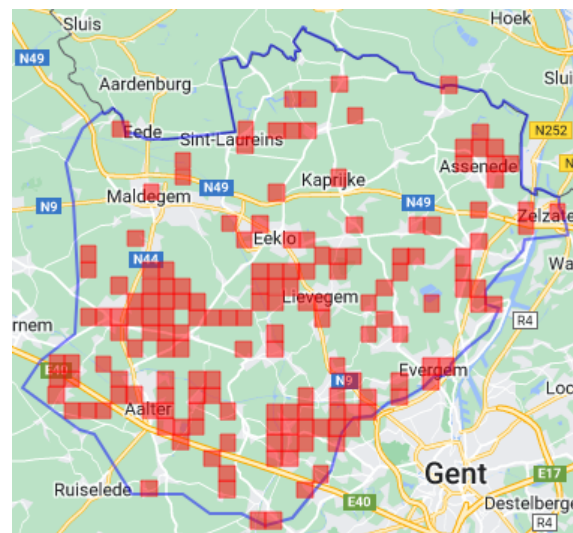 Sluis
Hoek
N49
Aardenburg
Slui
N252
Eede
Sint-Laureins
Assenede
Kaprijke
N49
Maldegem
N49
N9
Zelzate
Eeklo
Wa
N44
Lievegem
R4
rnem
E40
Evergem
N9
Loc
Aalter
Gent
E17
Ruiselede
E40
Destelberge
R4